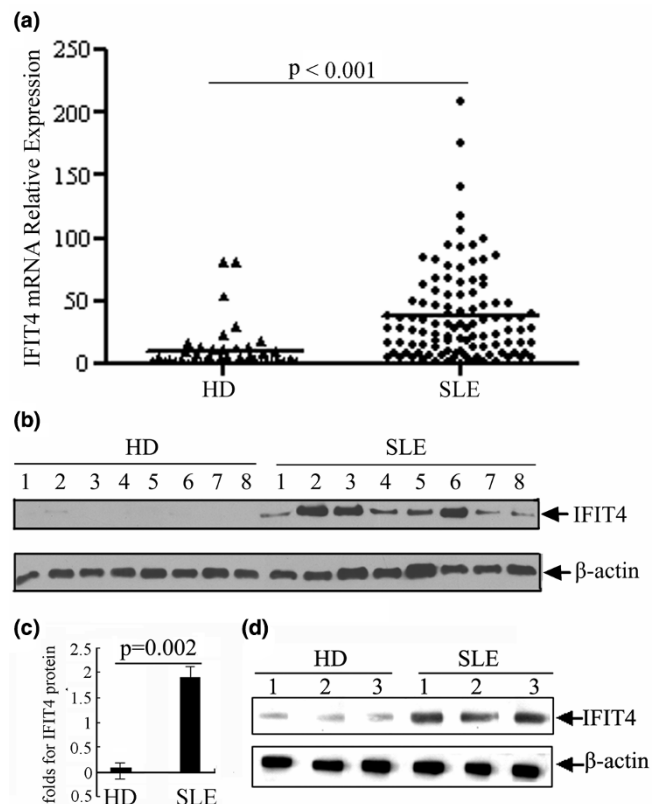 (a)
IFIT4 mRNA Relative Expression
250
200
150
100
50
0
p < 0.001
HD SLE
(b)
HD SLE
1 2 3 4 5 6 7 8 1 2 3 4 5 6 7 8
IFIT4
β-actin
(c)
folds for IFIT4 protein
2.5
2
1.5
1
0.5
0
0.5
p=0.002
HD SLE
(d)
HD SLE
1 2 3 1 2 3
IFIT4
β-actin